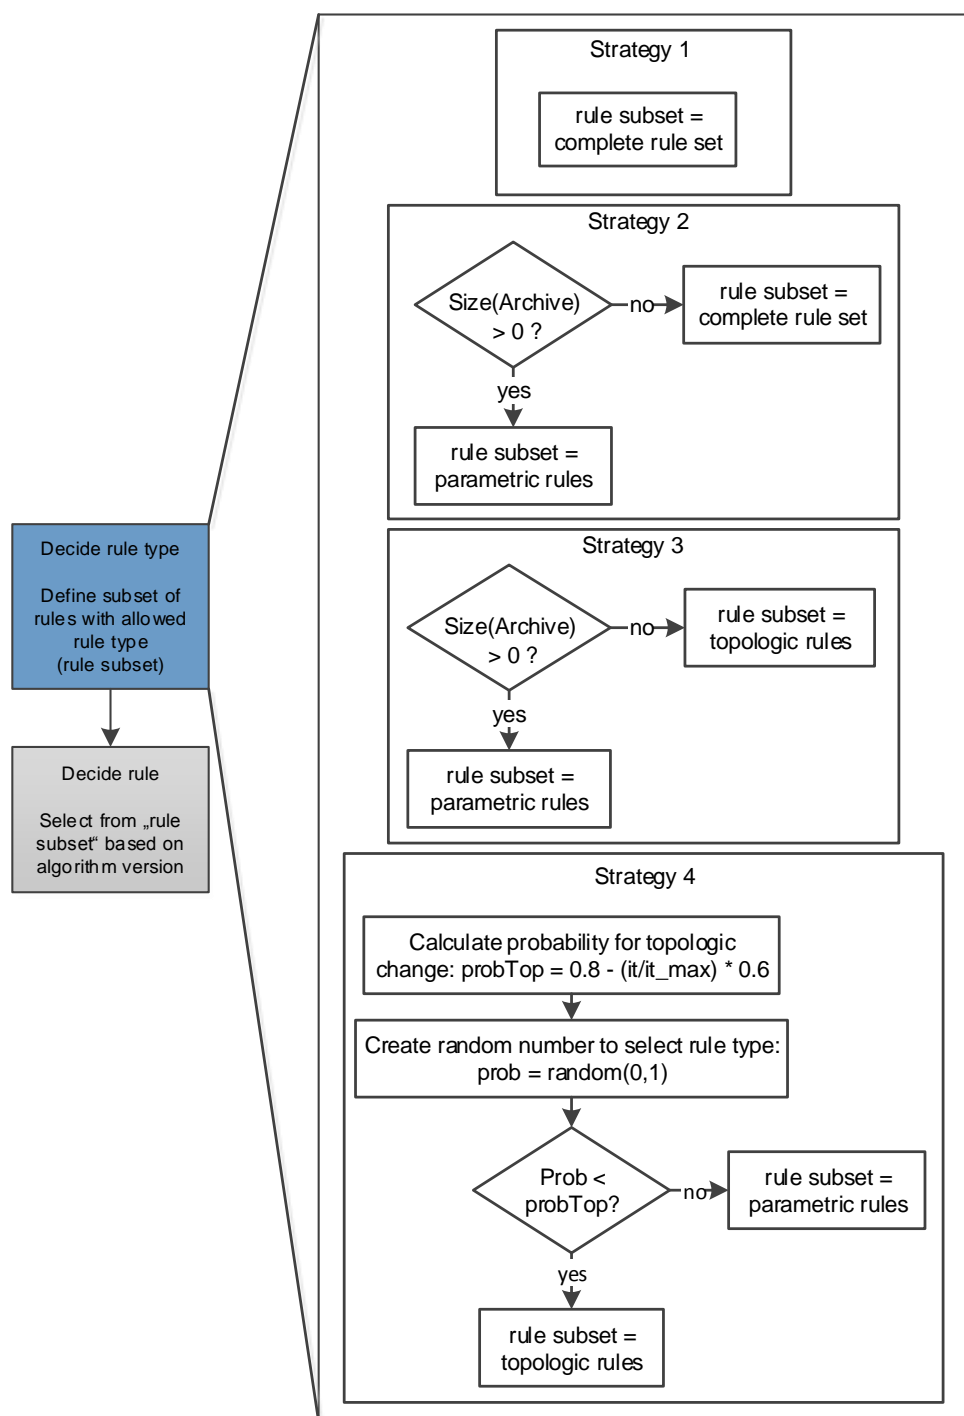 Strategy 1
rule subset =
complete rule set
Strategy 2
Size(Archive)
> 0 ?
no
rule subset =
complete rule set
yes
rule subset =
parametric rules
Strategy 3
Size(Archive)
> 0 ?
no
rule subset =
topologic rules
yes
rule subset =
parametric rules
Decide rule type
Define subset of
rules with allowed
rule type
(rule subset)
Decide rule
Select from „rule
subset“ based on
algorithm version
Strategy 4
Calculate probability for topologic
change: probTop = 0.8 - (it/it_max) * 0.6
Create random number to select rule type:
prob = random(0,1)
Prob <
probTop?
no
rule subset =
parametric rules
yes
rule subset =
topologic rules